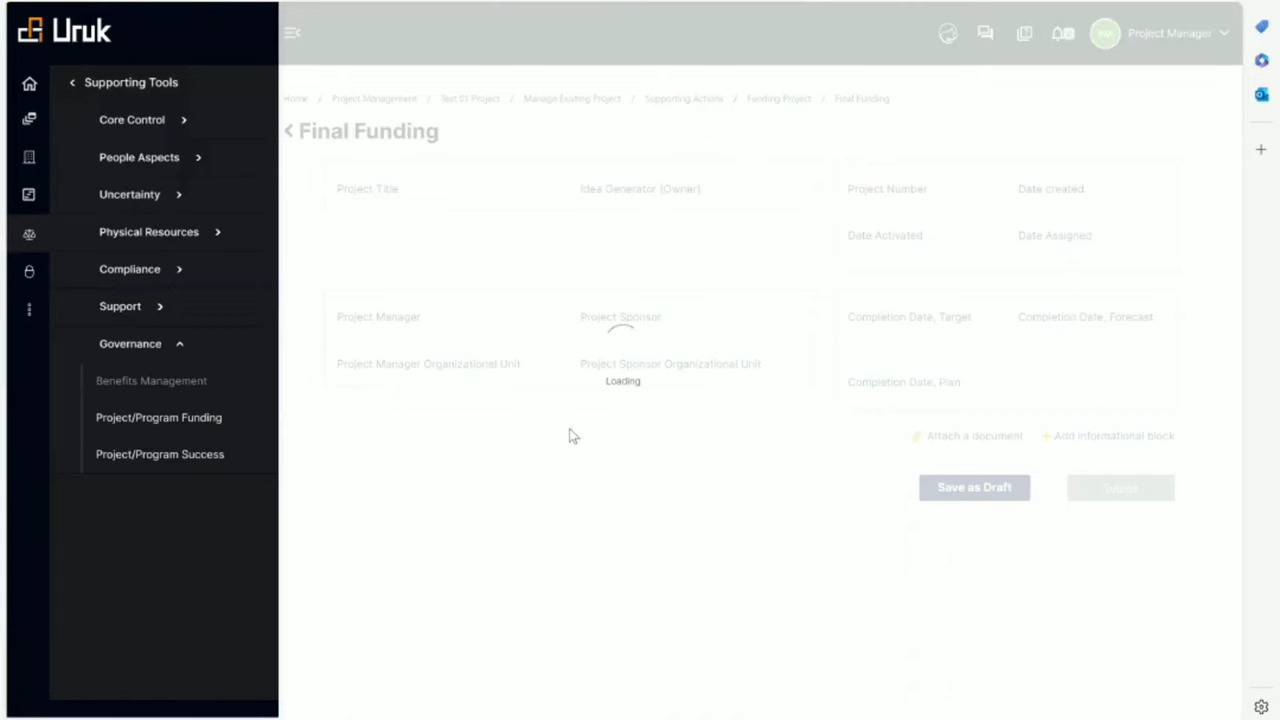 Uruk
Project Manager
Supporting Tools
Core Control
People Aspects
Uncertainty
Physical Resources
Compliance
Support
Governance
Benefits Management
Project/Program Funding
Project/Program Success
Home / Project Management / Test 01 Project / Manage Existing Project / Supporting Actions / Funding Project / Final Funding
Final Funding
Project Title
Idea Generator (Owner)
Project Number
Date created
Date Activated
Date Assigned
Project Manager
Project Sponsor
Completion Date, Target
Completion Date, Forecast
Project Manager Organizational Unit
Project Sponsor Organizational Unit
Loading
Completion Date, Plan
Attach a document
+ Add informational block
Save as Draft
Submit